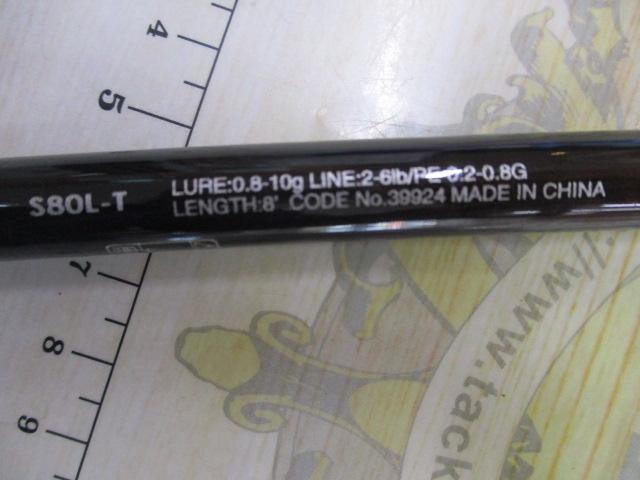 4
5
S80L-T
LURE:0.8-10g LINE:2-6lb/PE 0.2-0.8G
LENGTH:8' CODE No.39924 MADE IN CHINA
7
8
9
://www.tack